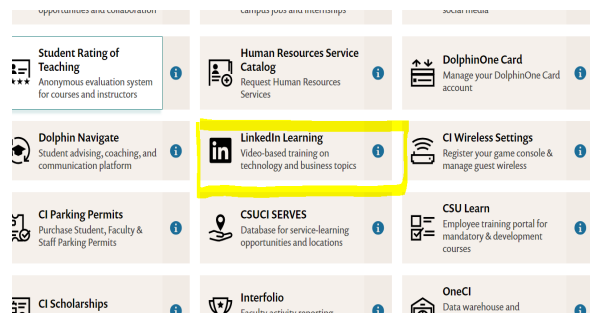 opportunities and collaboration
campus jobs and internships
social media
Student Rating of
Teaching
Anonymous evaluation system
for courses and instructors
Human Resources Service
Catalog
Request Human Resources
Services
DolphinOne Card
Manage your DolphinOne Card
account
Dolphin Navigate
Student advising, coaching, and
communication platform
in
LinkedIn Learning
Video-based training on
technology and business topics
CI Wireless Settings
Register your game console &
manage guest wireless
CI Parking Permits
Purchase Student, Faculty &
Staff Parking Permits
CSUCI SERVES
Database for service-learning
opportunities and locations
CSU Learn
Employee training portal for
mandatory & development
courses
CI Scholarships
Interfolio
Faculty activity reporting
OneCI
Data warehouse and